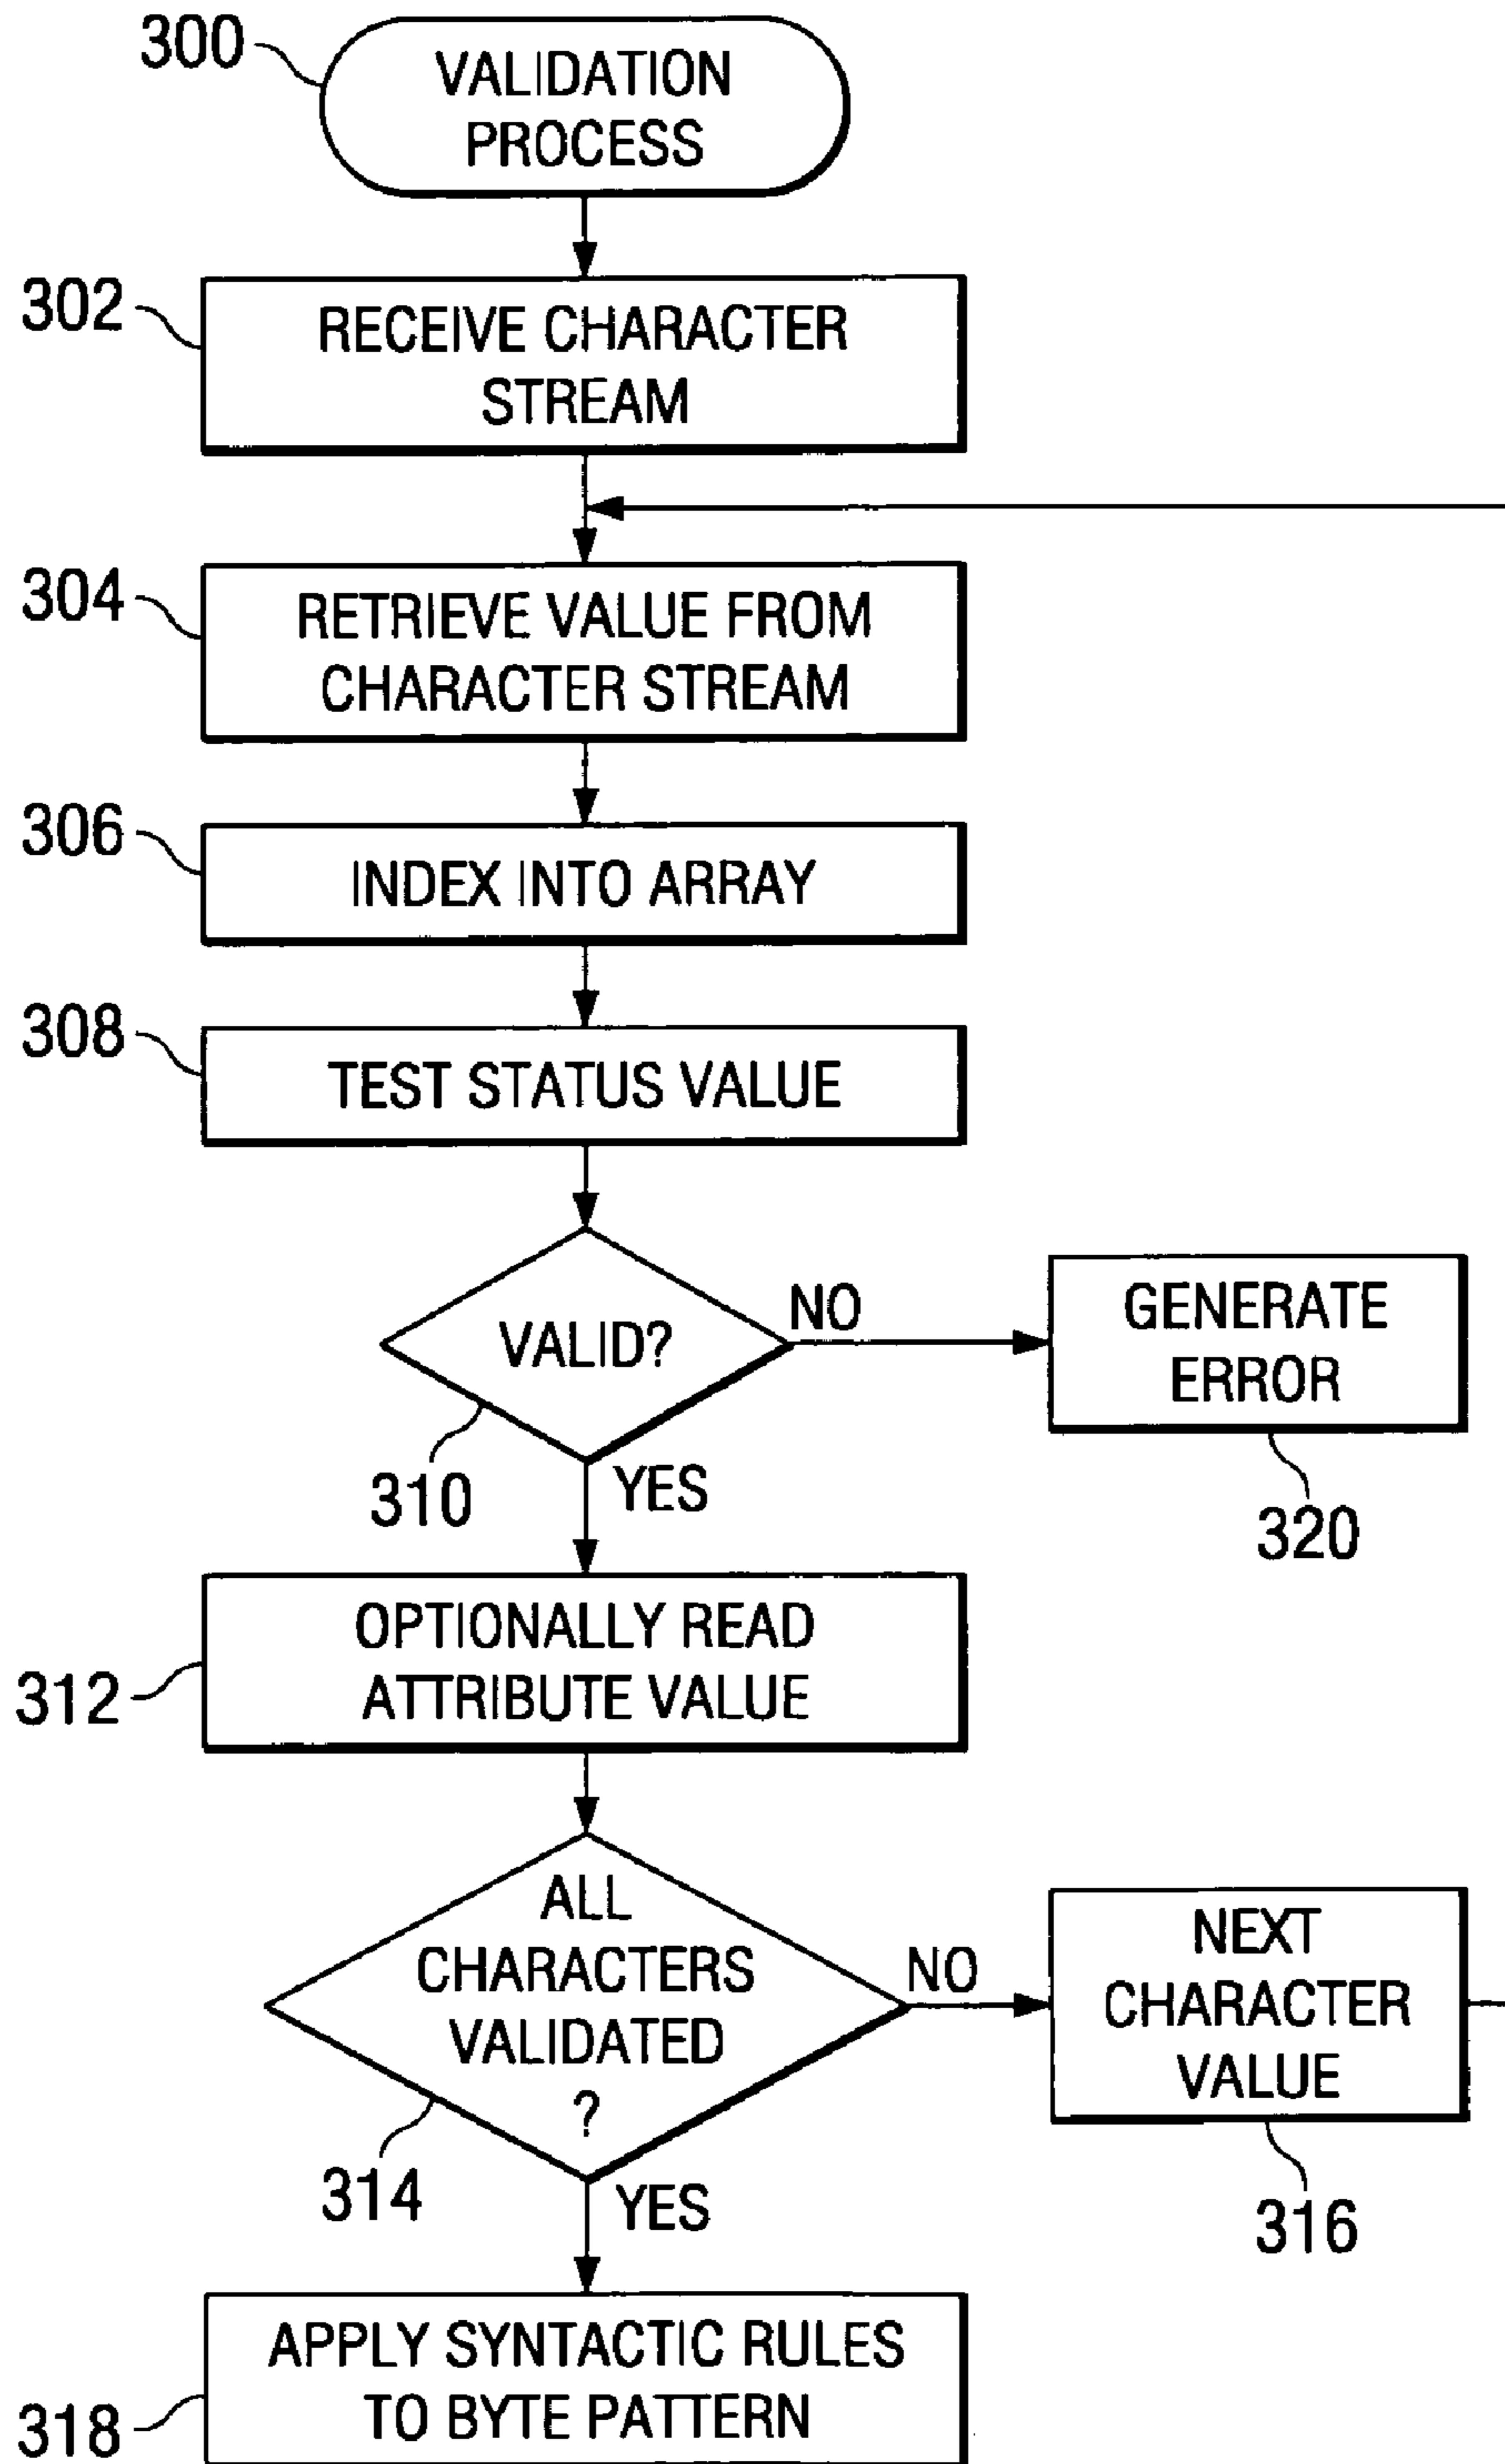 300
VALIDATION
PROCESS
302
RECEIVE CHARACTER
STREAM
304
RETRIEVE VALUE FROM
CHARACTER STREAM
306
INDEX INTO ARRAY
308
TEST STATUS VALUE
VALID?
NO
GENERATE
ERROR
310
YES
320
OPTIONALLY READ
ATTRIBUTE VALUE
312
ALL
CHARACTERS
VALIDATED
?
NO
NEXT
CHARACTER
VALUE
314
YES
316
APPLY SYNTACTIC RULES
TO BYTE PATTERN
318